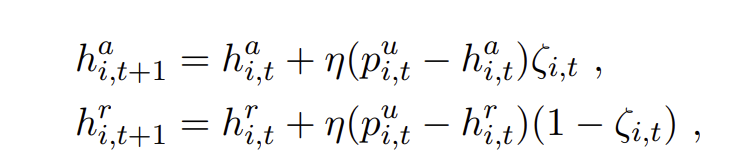 h^a_{i,t+1} = h^a_{i,t} + η(p^u_{i,t} − h^a_{i,t})ζ_{i,t} ,
h^r_{i,t+1} = h^r_{i,t} + η(p^u_{i,t} − h^r_{i,t})(1 − ζ_{i,t}) ,